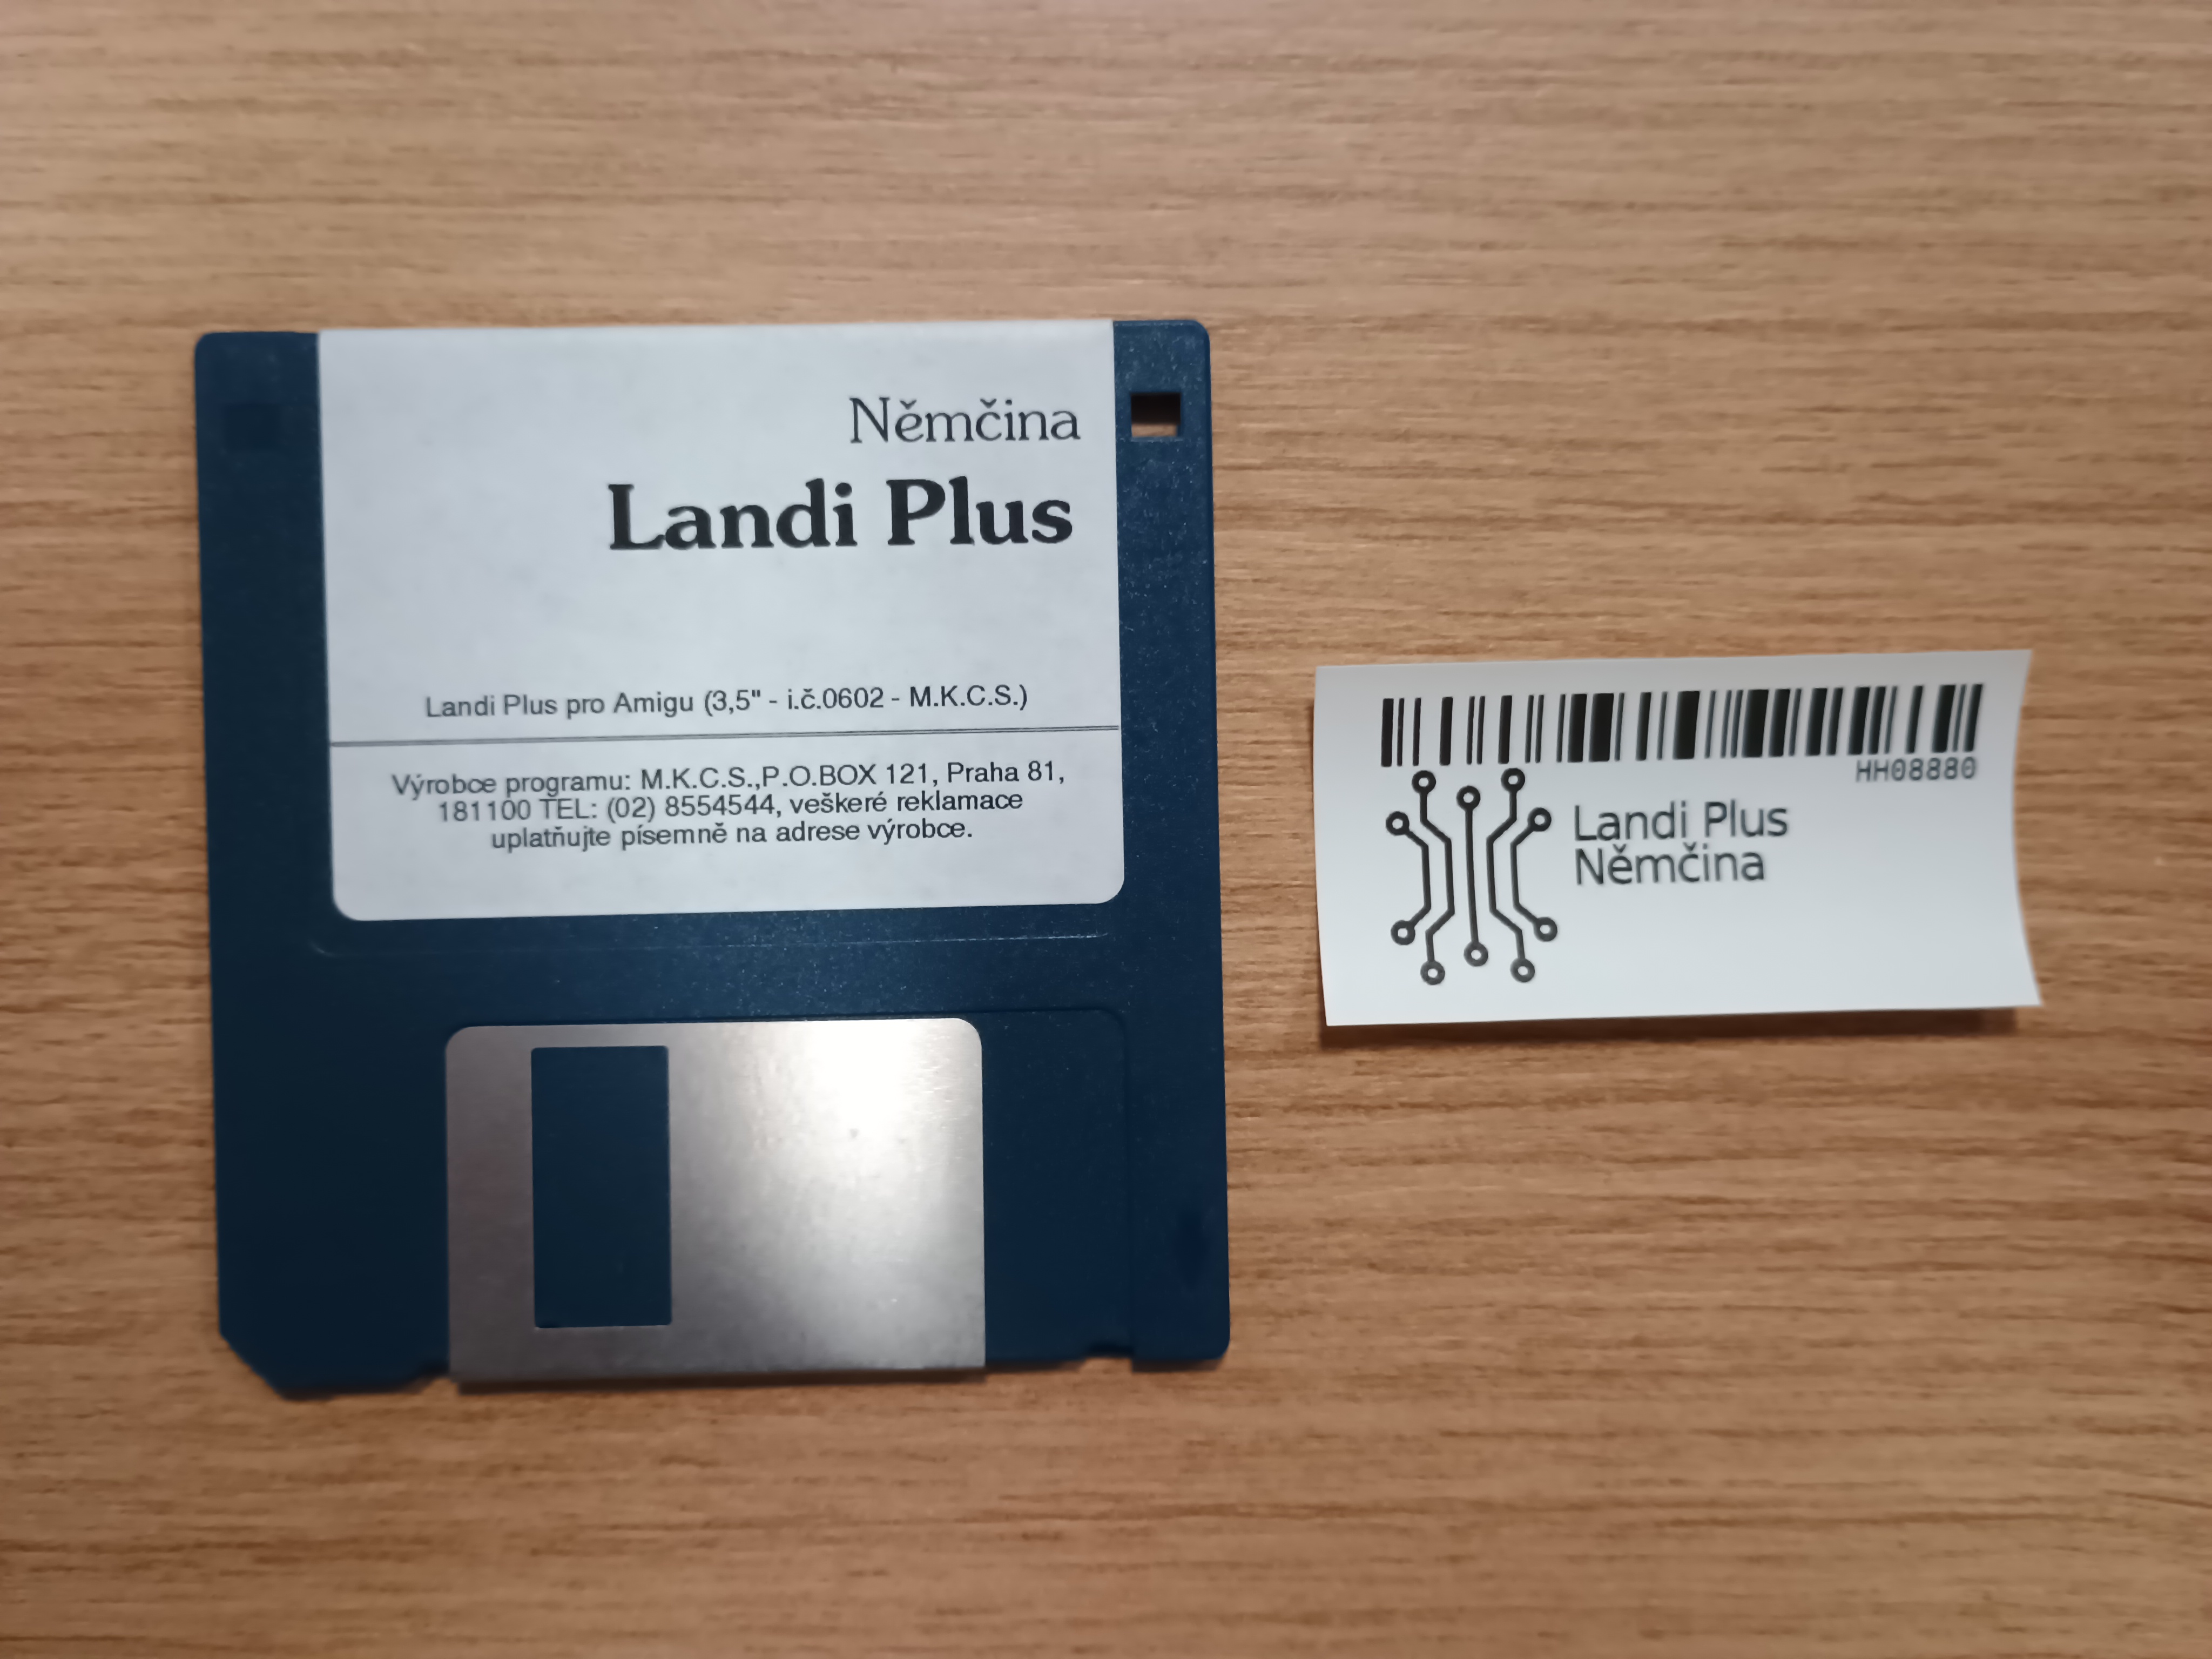 Němčina
Landi Plus
Landi Plus pro Amigu (3,5" - i.č.0602 - M.K.C.S.)
Výrobce programu: M.K.C.S.,P.O.BOX 121, Praha 81,
181100 TEL: (02) 8554544, veškeré reklamace
uplatňujte písemně na adrese výrobce.
HH08880
Landi Plus
Němčina